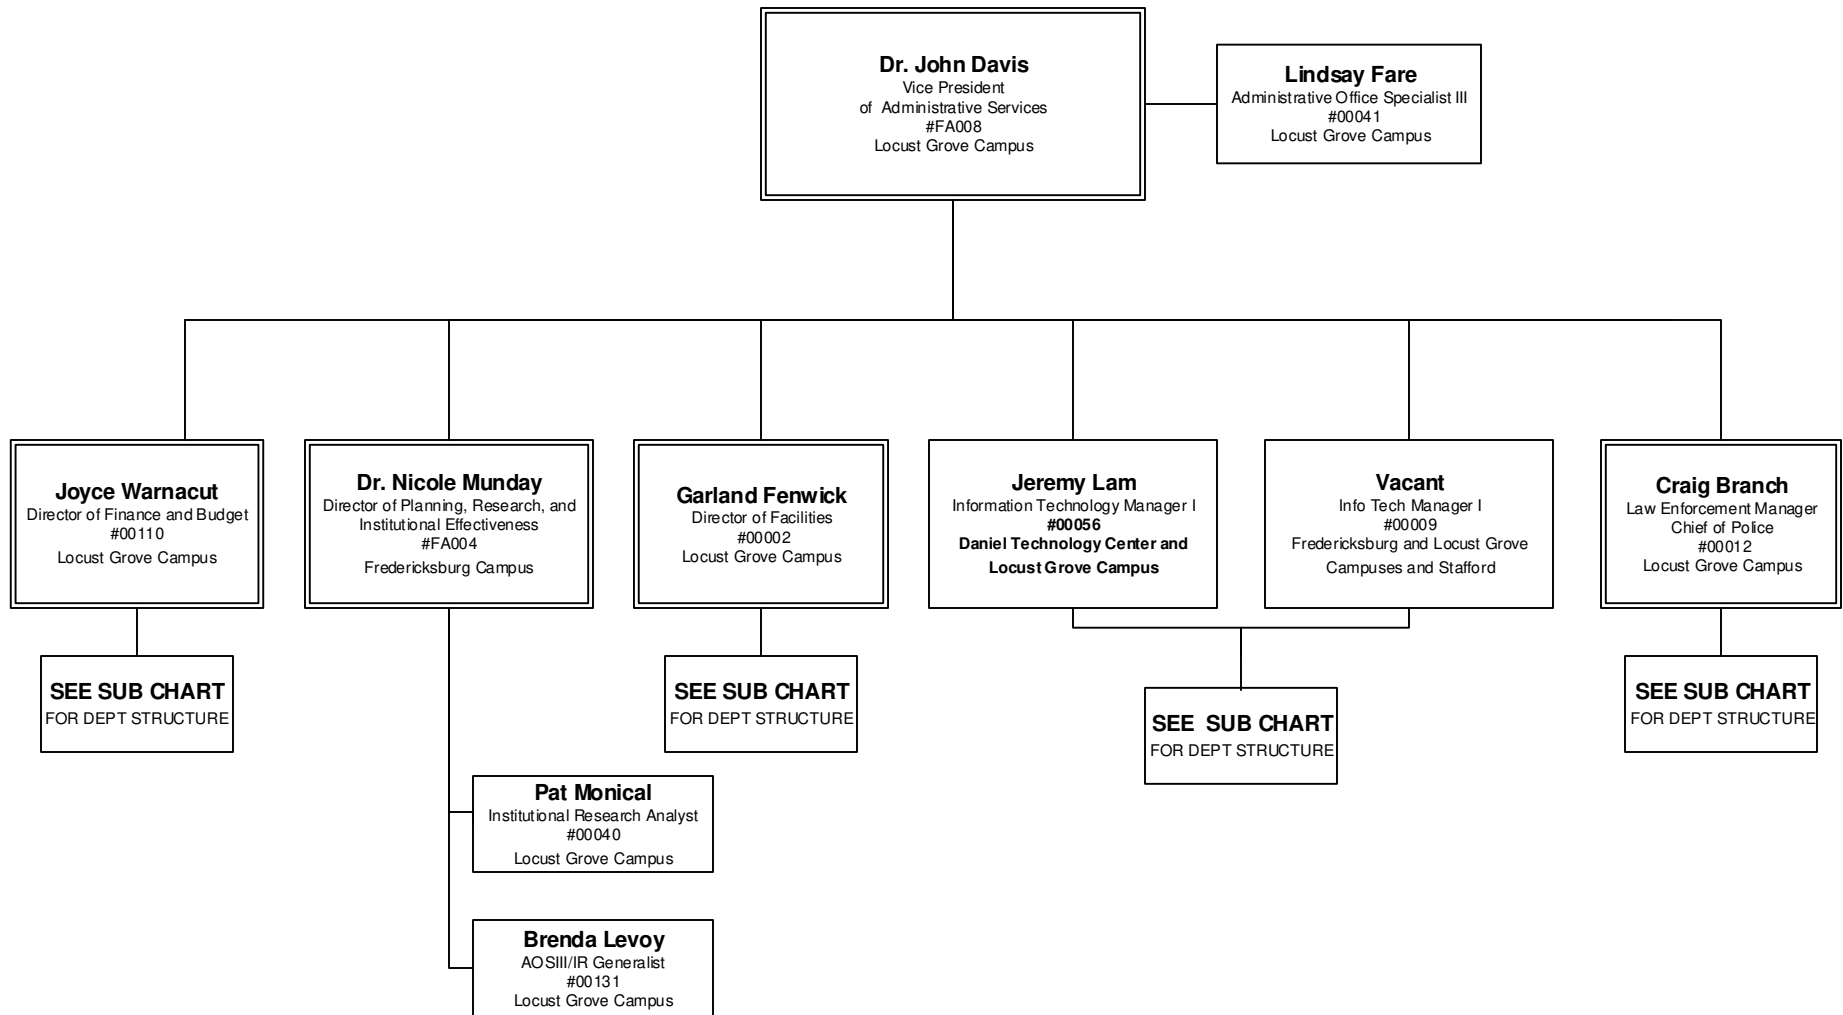 Dr. John Davis
Vice President
of Administrative Services
#FA008
Locust Grove Campus
Lindsay Fare
Administrative Office Specialist III
#00041
Locust Grove Campus
Joyce Warnacut
Director of Finance and Budget
#00110
Locust Grove Campus
Dr. Nicole Munday
Director of Planning, Research, and
Institutional Effectiveness
#FA004
Fredericksburg Campus
Garland Fenwick
Director of Facilities
#00002
Locust Grove Campus
Jeremy Lam
Information Technology Manager I
#00056
Daniel Technology Center and
Locust Grove Campus
Vacant
Info Tech Manager I
#00009
Fredericksburg and Locust Grove
Campuses and Stafford
Craig Branch
Law Enforcement Manager
Chief of Police
#00012
Locust Grove Campus
SEE SUB CHART
FOR DEPT STRUCTURE
SEE SUB CHART
FOR DEPT STRUCTURE
SEE SUB CHART
FOR DEPT STRUCTURE
SEE SUB CHART
FOR DEPT STRUCTURE
Pat Monical
Institutional Research Analyst
#00040
Locust Grove Campus
Brenda Levoy
AOSIII/IR Generalist
#00131
Locust Grove Campus